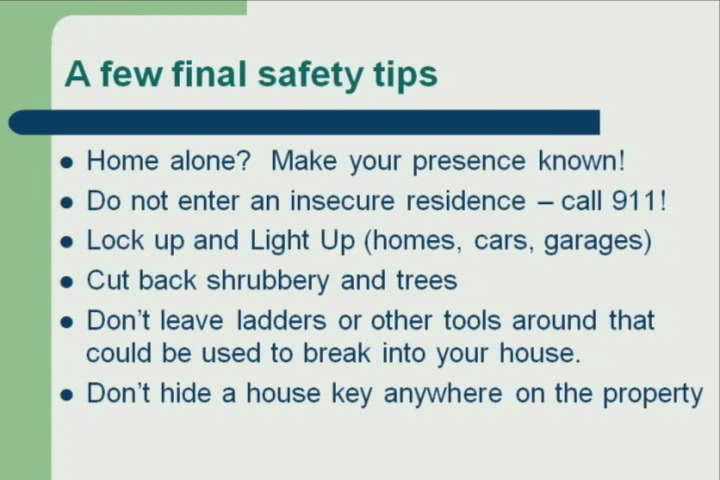 A few final safety tips
● Home alone?  Make your presence known!
● Do not enter an insecure residence – call 911!
● Lock up and Light Up (homes, cars, garages)
● Cut back shrubbery and trees
● Don't leave ladders or other tools around that
could be used to break into your house.
● Don't hide a house key anywhere on the property